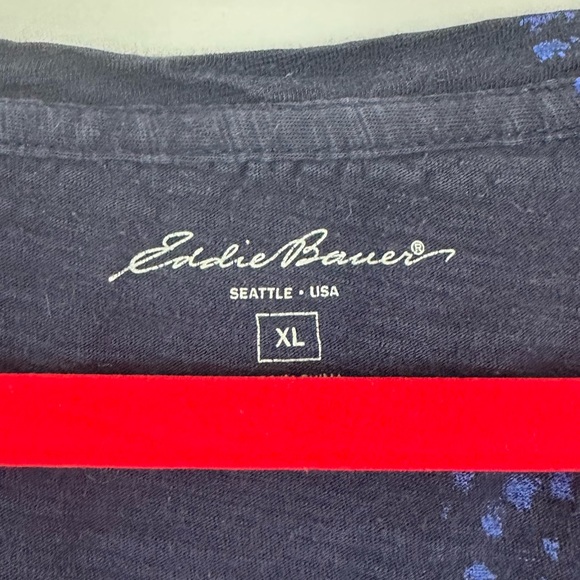 Eddie Bauer®
SEATTLE • USA
XL